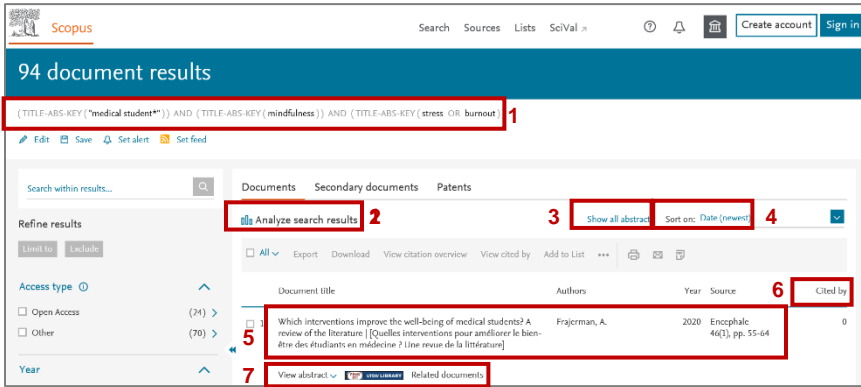 Scopus
Search Sources Lists SciVal ↗
Create account Sign in
94 document results
(TITLE-ABS-KEY("medical student*")) AND (TITLE-ABS-KEY(mindfulness)) AND (TITLE-ABS-KEY(stress OR burnout) 1
Edit Save Set alert Set feed
Search within results...
Documents Secondary documents Patents
Analyze search results 2
3 Show all abstract Sort on: Date (newest) 4
Refine results
Limit to Exclude
All Export Download View citation overview View cited by Add to List •••
Access type
Open Access (24)
Other (70)
Year
6
Document title Authors Year Source Cited by
5
1 Which interventions improve the well-being of medical students? A Frajerman, A. 2020 Encephale 0
review of the literature | [Quelles interventions pour améliorer le bien- 46(1), pp. 55-64
être des étudiants en médecine ? Une revue de la littérature]
7 View abstract VIEW LIBRARY Related documents